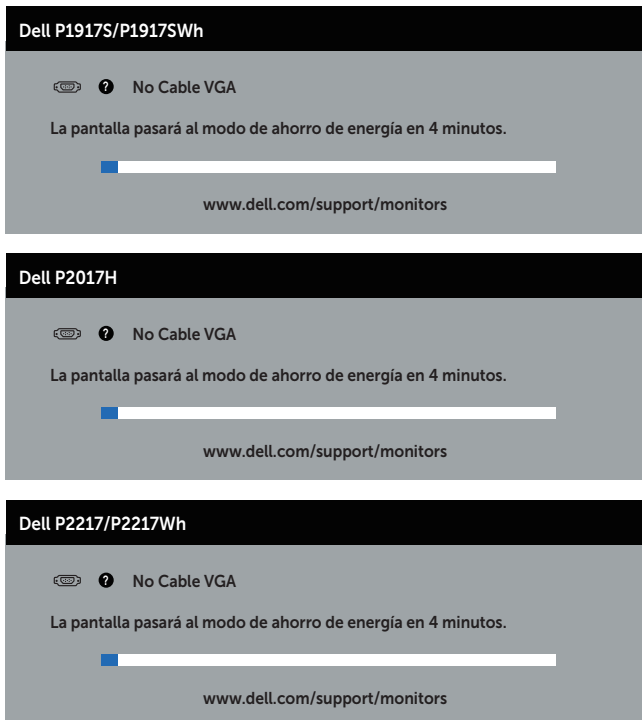 Dell P1917S/P1917SWh
? No Cable VGA
La pantalla pasará al modo de ahorro de energía en 4 minutos.
www.dell.com/support/monitors
Dell P2017H
? No Cable VGA
La pantalla pasará al modo de ahorro de energía en 4 minutos.
www.dell.com/support/monitors
Dell P2217/P2217Wh
? No Cable VGA
La pantalla pasará al modo de ahorro de energía en 4 minutos.
www.dell.com/support/monitors